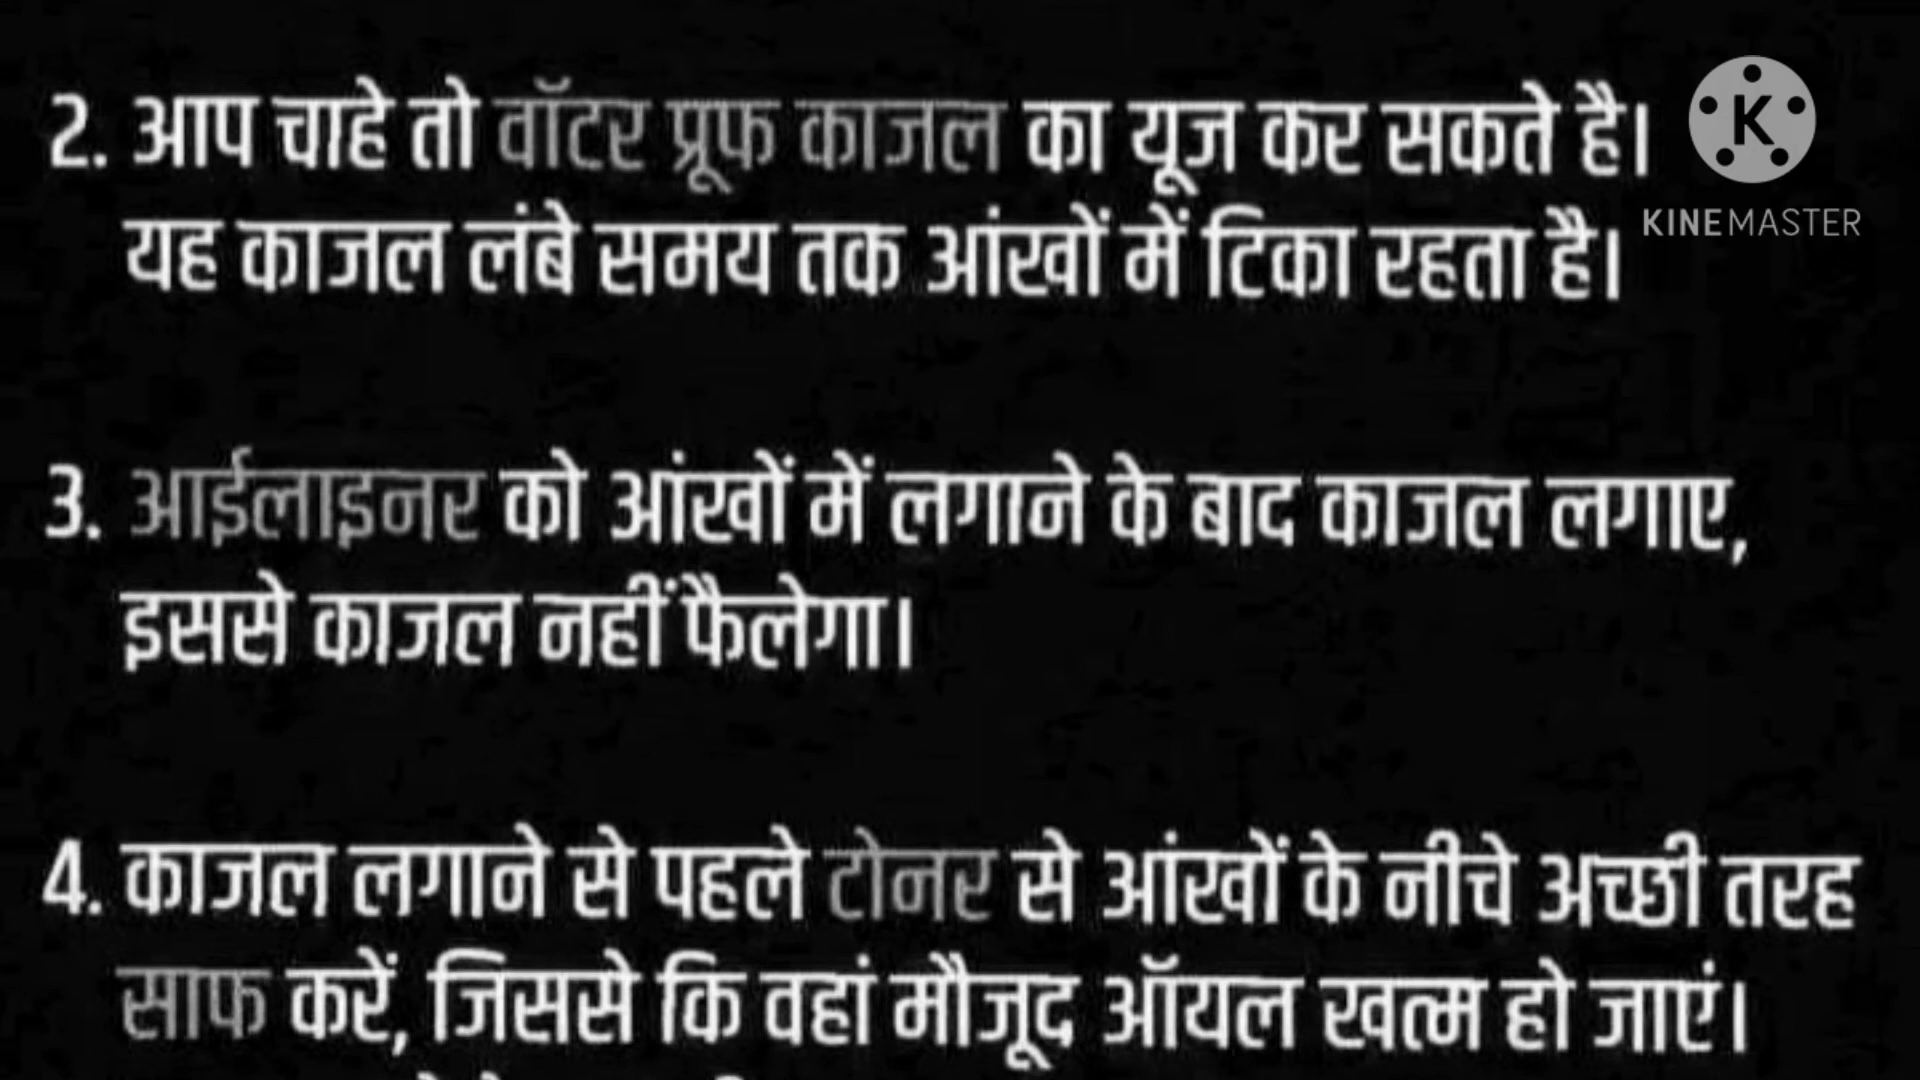 2. आप चाहे तो वॉटर प्रूफ काजल का यूज कर सकते है।
यह काजल लंबे समय तक आंखों में टिका रहता है।
KINEMASTER
3. आईलाइनर को आंखों में लगाने के बाद काजल लगाए,
इससे काजल नहीं फैलेगा।
4. काजल लगाने से पहले टोनर से आंखों के नीचे अच्छी तरह
साफ करें, जिससे कि वहां मौजूद ऑयल खत्म हो जाएं।